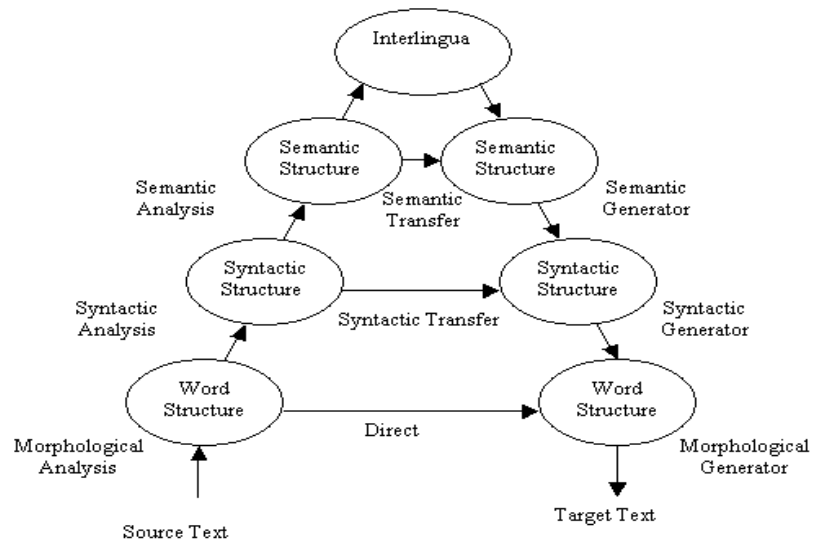 Interlingua
Semantic
Structure
Semantic
Structure
Semantic
Analysis
Semantic
Transfer
Semantic
Generator
Syntactic
Structure
Syntactic
Structure
Syntactic
Analysis
Syntactic Transfer
Syntactic
Generator
Word
Structure
Word
Structure
Morphological
Analysis
Direct
Morphological
Generator
Source Text
Target Text